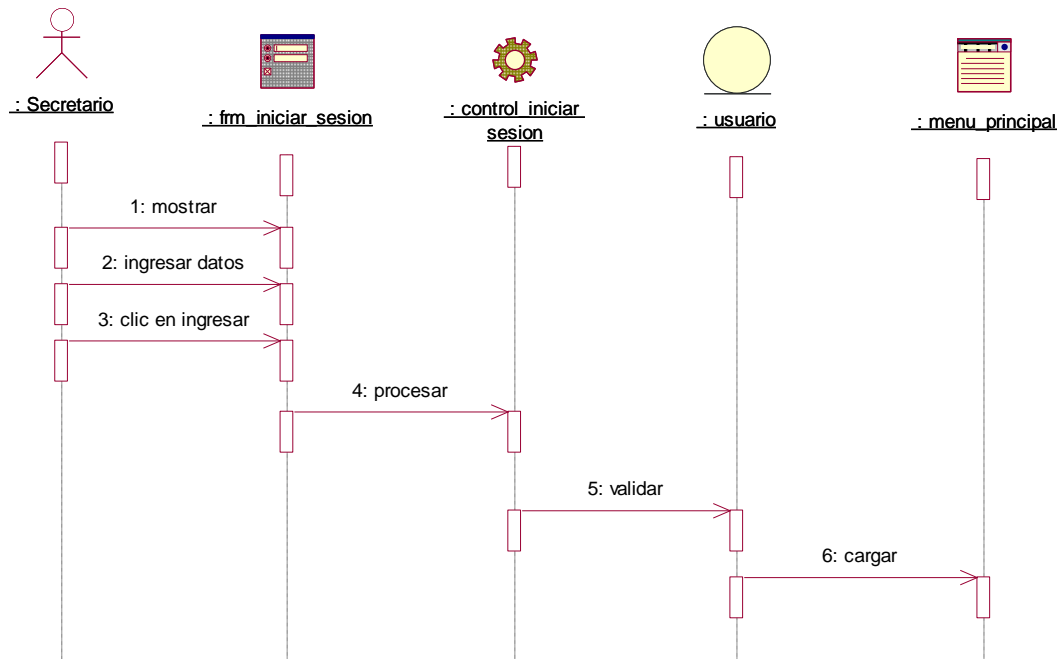 : Secretario
: frm_iniciar_sesion
: control_iniciar
sesion
: usuario
: menu_principal
1: mostrar
2: ingresar datos
3: clic en ingresar
4: procesar
5: validar
6: cargar